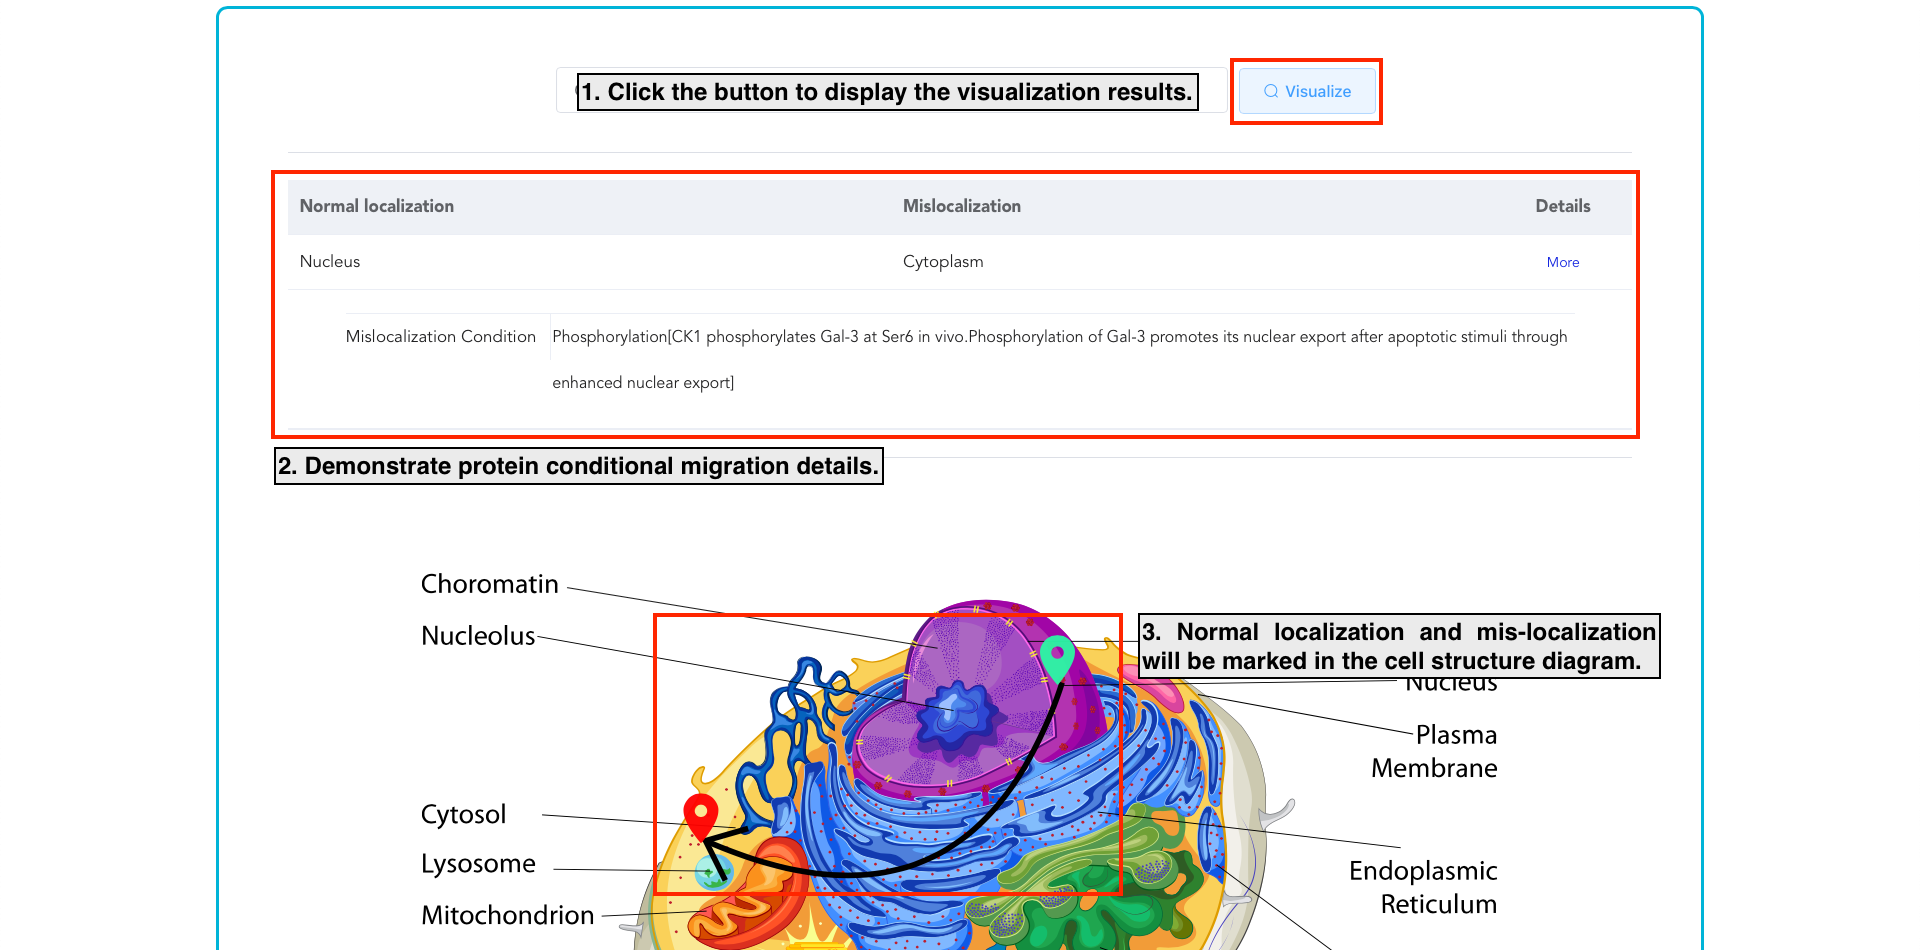 1. Click the button to display the visualization results.
Visualize
Normal localization Mislocalization Details
Nucleus Cytoplasm More
Mislocalization Condition Phosphorylation[CK1 phosphorylates Gal-3 at Ser6 in vivo.Phosphorylation of Gal-3 promotes its nuclear export after apoptotic stimuli through
enhanced nuclear export]
2. Demonstrate protein conditional migration details.
Choromatin
Nucleolus
3. Normal localization and mis-localization
will be marked in the cell structure diagram.
Nucleus
Plasma
Membrane
Cytosol
Lysosome
Mitochondrion
Endoplasmic
Reticulum